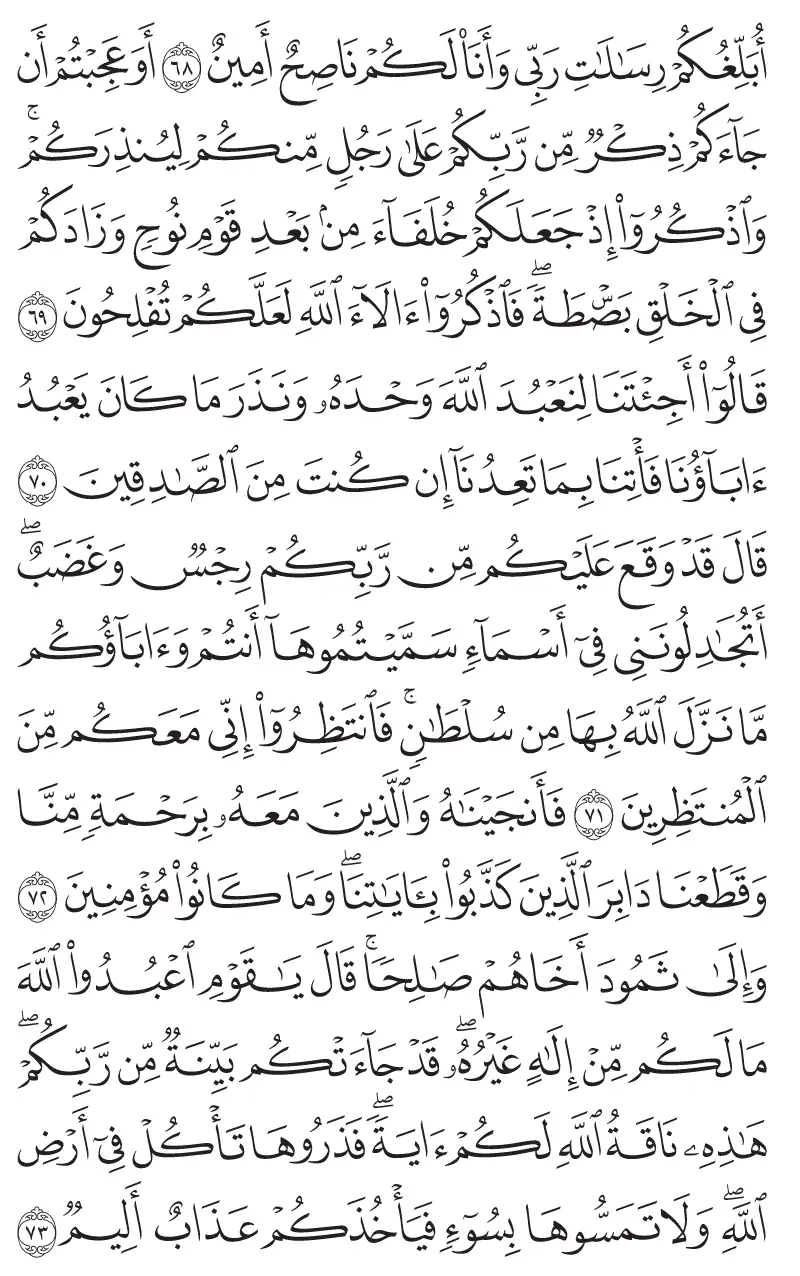 أُبَلِّغُكُمْ رِسَٰلَٰتِ رَبِّى وَأَنَا۠ لَكُمْ نَاصِحٌ أَمِينٌ ٦٨ أَوَعَجِبْتُمْ أَن
جَآءَكُمْ ذِكْرٌ مِّن رَّبِّكُمْ عَلَىٰ رَجُلٍ مِّنكُمْ لِيُنذِرَكُمْ ۚ
وَٱذْكُرُوٓا۟ إِذْ جَعَلَكُمْ خُلَفَآءَ مِنۢ بَعْدِ قَوْمِ نُوحٍ وَزَادَكُمْ
فِى ٱلْخَلْقِ بَصْۜطَةً ۖ فَٱذْكُرُوٓا۟ ءَالَآءَ ٱللَّهِ لَعَلَّكُمْ تُفْلِحُونَ ٦٩
قَالُوٓا۟ أَجِئْتَنَا لِنَعْبُدَ ٱللَّهَ وَحْدَهُۥ وَنَذَرَ مَا كَانَ يَعْبُدُ
ءَابَآؤُنَا فَأْتِنَا بِمَا تَعِدُنَآ إِن كُنتَ مِنَ ٱلصَّٰدِقِينَ ٧٠
قَالَ قَدْ وَقَعَ عَلَيْكُم مِّن رَّبِّكُمْ رِجْسٌ وَغَضَبٌ ۖ
أَتُجَٰدِلُونَنِى فِىٓ أَسْمَآءٍ سَمَّيْتُمُوهَآ أَنتُمْ وَءَابَآؤُكُم
مَّا نَزَّلَ ٱللَّهُ بِهَا مِن سُلْطَٰنٍ ۚ فَٱنتَظِرُوٓا۟ إِنِّى مَعَكُم مِّنَ
ٱلْمُنتَظِرِينَ ٧١ فَأَنجَيْنَٰهُ وَٱلَّذِينَ مَعَهُۥ بِرَحْمَةٍ مِّنَّا
وَقَطَعْنَا دَابِرَ ٱلَّذِينَ كَذَّبُوا۟ بِـَٔايَٰتِنَا ۖ وَمَا كَانُوا۟ مُؤْمِنِينَ ٧٢
وَإِلَىٰ ثَمُودَ أَخَاهُمْ صَٰلِحًا ۚ قَالَ يَٰقَوْمِ ٱعْبُدُوا۟ ٱللَّهَ
مَا لَكُم مِّنْ إِلَٰهٍ غَيْرُهُۥ ۖ قَدْ جَآءَتْكُم بَيِّنَةٌ مِّن رَّبِّكُمْ ۖ
هَٰذِهِۦ نَاقَةُ ٱللَّهِ لَكُمْ ءَايَةً ۖ فَذَرُوهَا تَأْكُلْ فِىٓ أَرْضِ
ٱللَّهِ ۖ وَلَا تَمَسُّوهَا بِسُوٓءٍ فَيَأْخُذَكُمْ عَذَابٌ أَلِيمٌ ٧٣